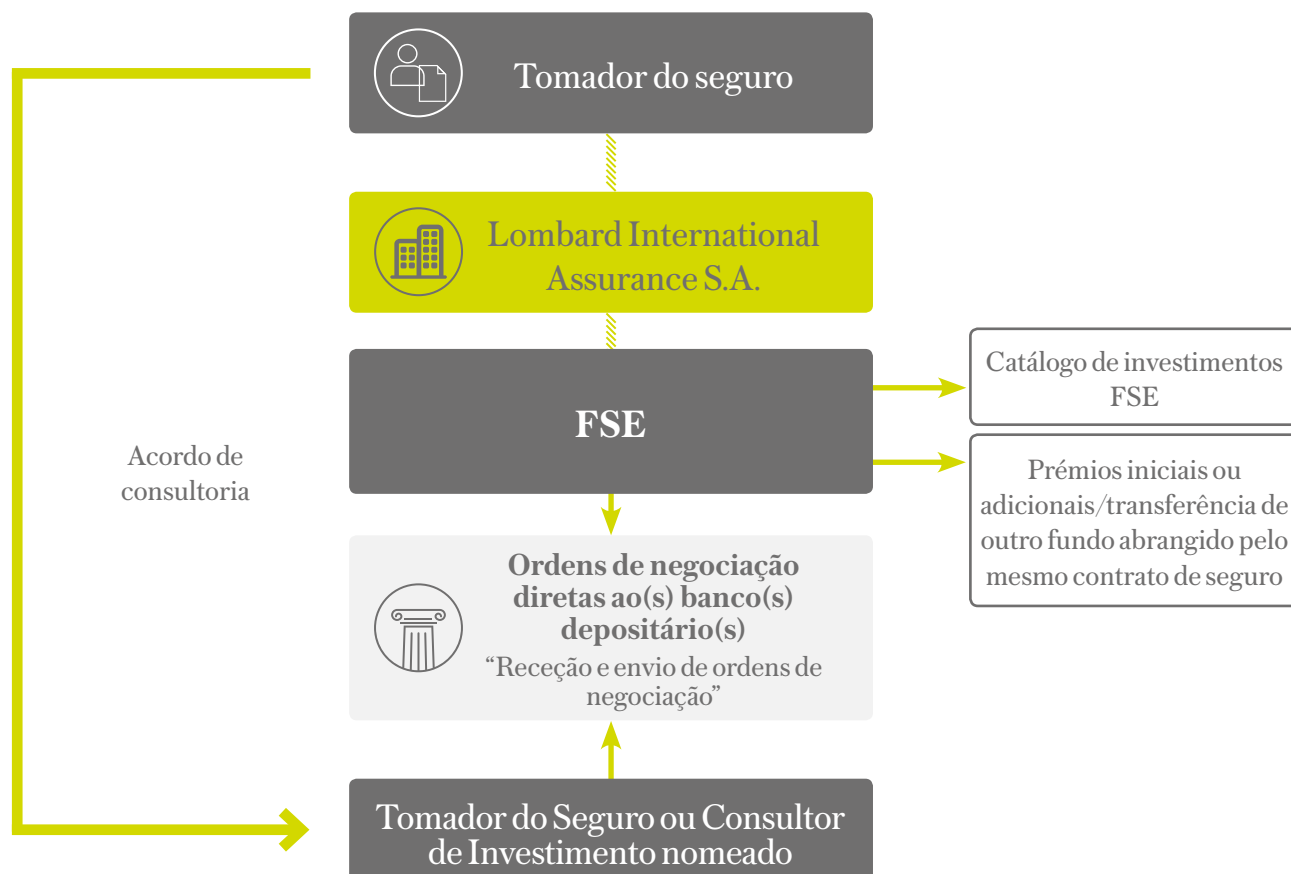 Tomador do seguro
Lombard International
Assurance S.A.
FSE
Catálogo de investimentos
FSE
Prémios iniciais ou
adicionais/transferência de
outro fundo abrangido pelo
mesmo contrato de seguro
Acordo de
consultoria
Ordens de negociação
diretas ao(s) banco(s)
depositário(s)
“Receção e envio de ordens de
negociação”
Tomador do Seguro ou Consultor
de Investimento nomeado